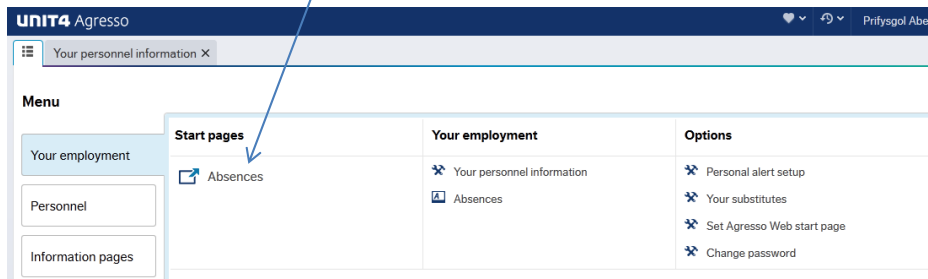 UNIT4 Agresso
Prifysgol Abe
Your personnel information
Menu
Your employment
Personnel
Information pages
Start pages
Absences
Your employment
Your personnel information
Absences
Options
Personal alert setup
Your substitutes
Set Agresso Web start page
Change password